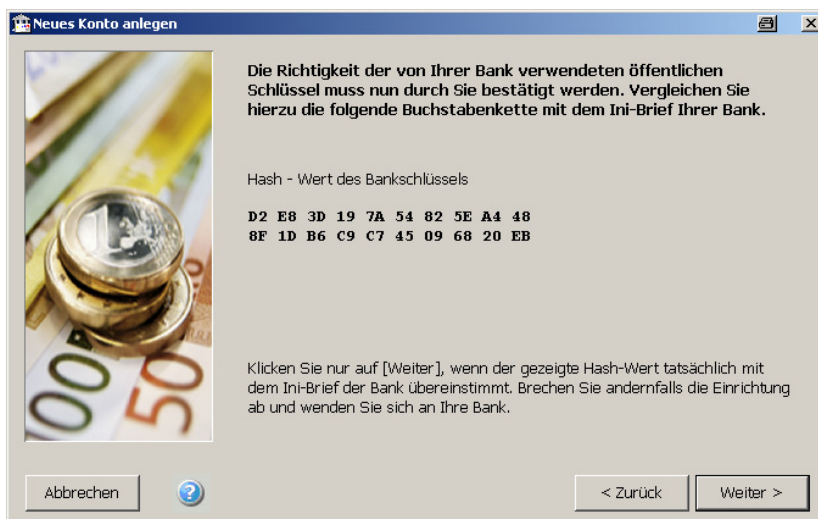 Neues Konto anlegen
Die Richtigkeit der von Ihrer Bank verwendeten öffentlichen
Schlüssel muss nun durch Sie bestätigt werden. Vergleichen Sie
hierzu die folgende Buchstabenkette mit dem Ini-Brief Ihrer Bank.
Hash - Wert des Bankschlüssels
D2 E8 3D 19 7A 54 82 5E A4 48
8F 1D B6 C9 C7 45 09 68 20 EB
Klicken Sie nur auf [Weiter], wenn der gezeigte Hash-Wert tatsächlich mit
dem Ini-Brief der Bank übereinstimmt. Brechen Sie andernfalls die Einrichtung
ab und wenden Sie sich an Ihre Bank.
1
00
50
Abbrechen
?
< Zurück
Weiter >